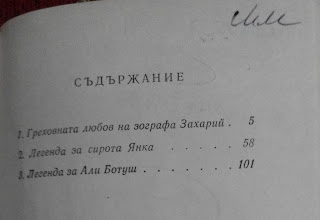 СЪДЪРЖАНИЕ
1. Греховната любов на зографа Захарий . 5
2. Легенда за сирота Янка . . . . . 58
3. Легенда за Али Ботуш . . . . . . . 101